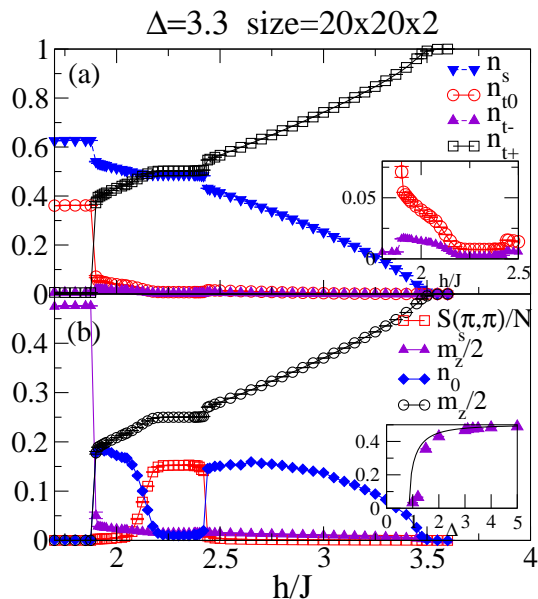 Δ=3.3 size=20x20x2
(a)
n_s
n_t0
n_t-
n_t+
1
0.8
0.6
0.4
0.2
0
0.05
0
2
2.5
h/J
(b)
S(π,π)/N
m_z^s/2
n_0
m_z/2
0.4
0.3
0.2
0.1
0
0.4
0.2
0
0
1
2
3
4
5
Δ
2
2.5
3
3.5
4
h/J